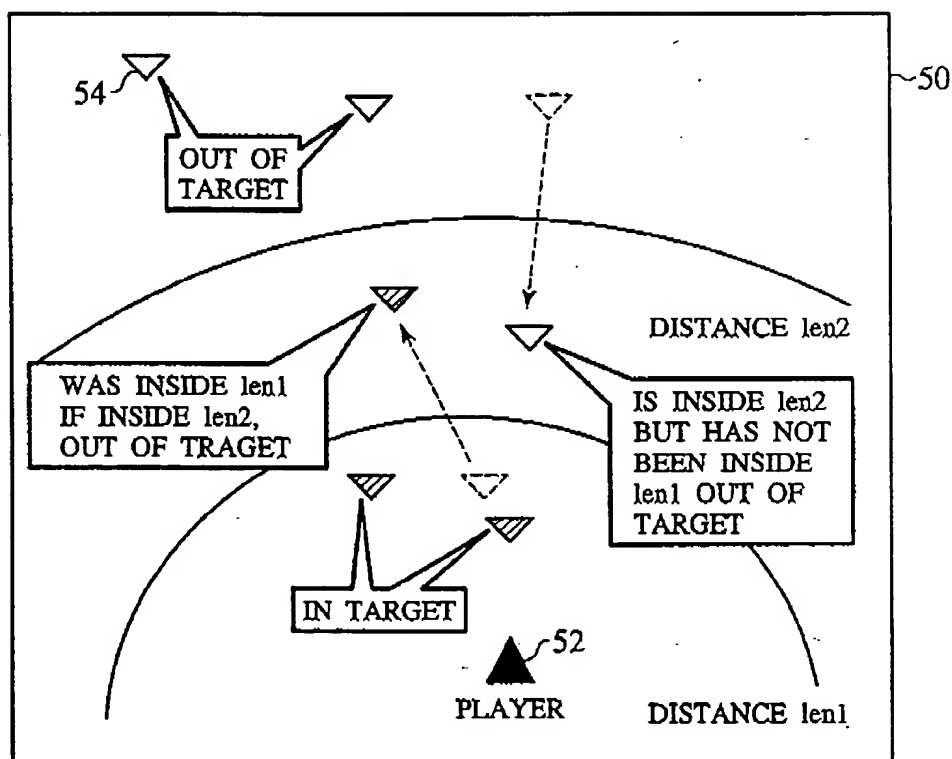 50
54
OUT OF
TARGET
DISTANCE len2
WAS INSIDE len1
IF INSIDE len2,
OUT OF TRAGET
IS INSIDE len2
BUT HAS NOT
BEEN INSIDE
len1 OUT OF
TARGET
IN TARGET
52
PLAYER
DISTANCE len1